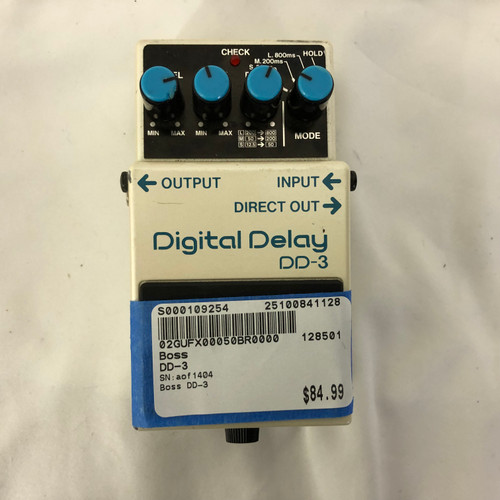 CHECK
L. 800ms
HOLD
M. 200ms
MIN MAX MIN MAX
MODE
OUTPUT INPUT
DIRECT OUT
Digital Delay
DD-3
S000109254 25100841128
02GUFX00050BR0000 128501
Boss
DD-3
SN:aof1404
Boss DD-3
$84.99